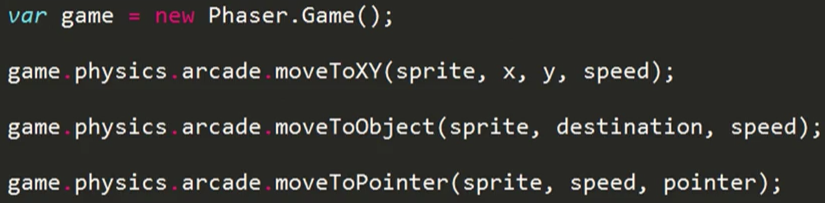 var game = new Phaser.Game();
game.physics.arcade.moveToXY(sprite, x, y, speed);
game.physics.arcade.moveToObject(sprite, destination, speed);
game.physics.arcade.moveToPointer(sprite, speed, pointer);